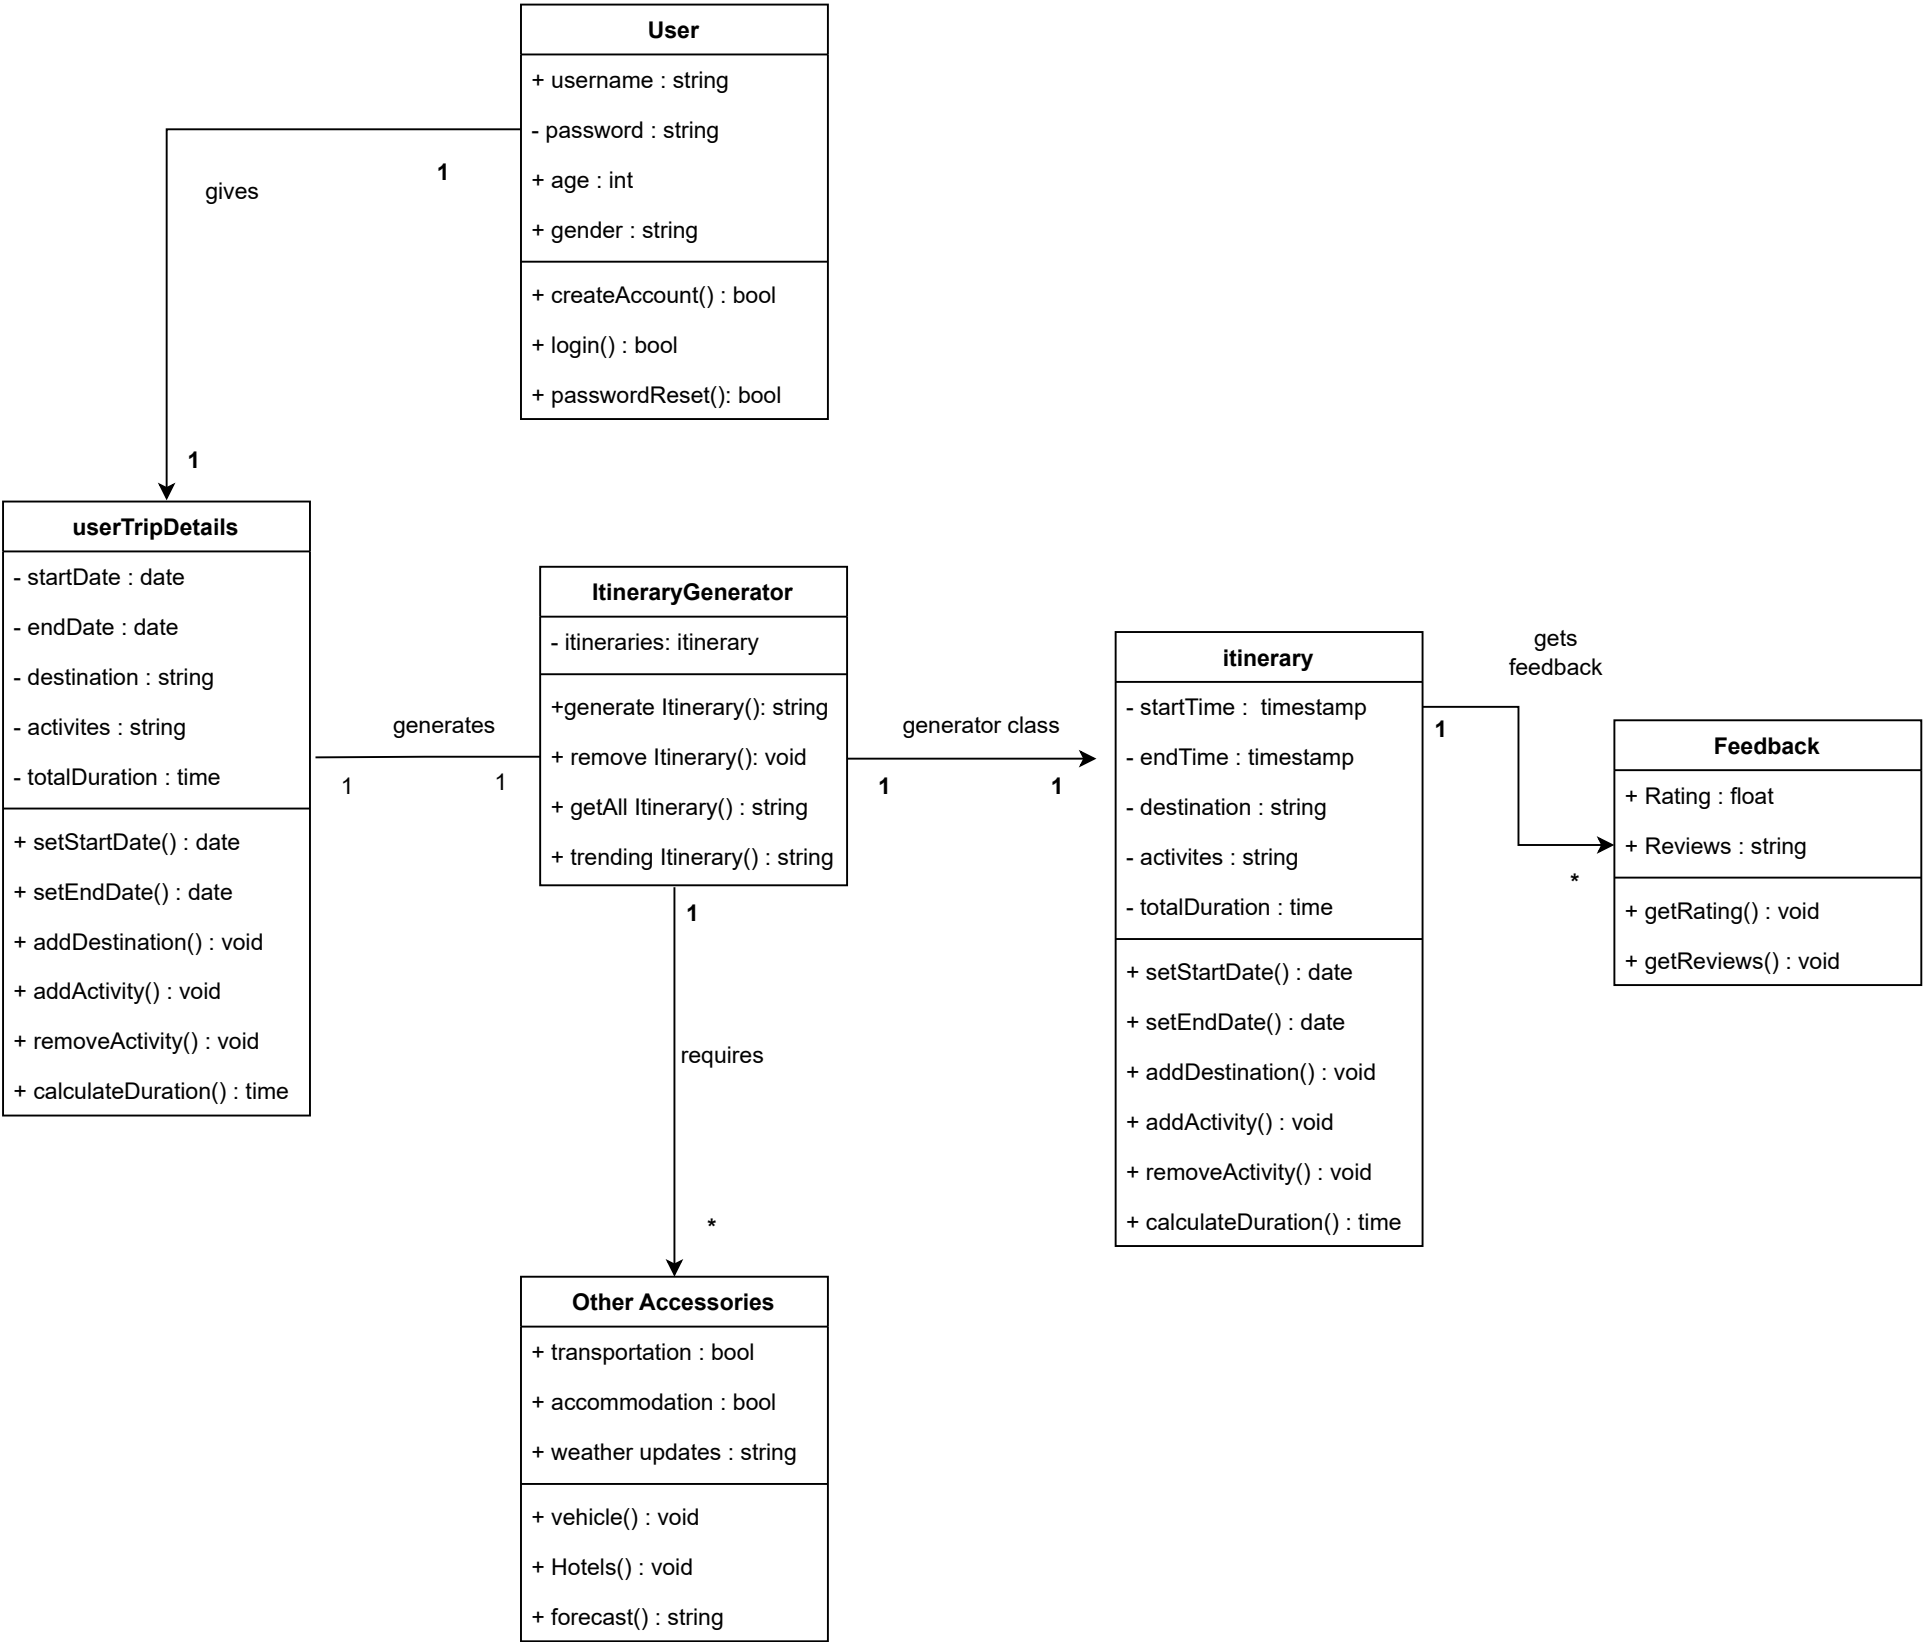 User
+ username : string
- password : string
+ age : int
+ gender : string
+ createAccount() : bool
+ login() : bool
+ passwordReset(): bool
1
gives
1
userTripDetails
- startDate : date
- endDate : date
- destination : string
- activites : string
- totalDuration : time
+ setStartDate() : date
+ setEndDate() : date
+ addDestination() : void
+ addActivity() : void
+ removeActivity() : void
+ calculateDuration() : time
generates
1
1
ItineraryGenerator
- itineraries: itinerary
+generate Itinerary(): string
+ remove Itinerary(): void
+ getAll Itinerary() : string
+ trending Itinerary() : string
generator class
1
1
itinerary
- startTime :  timestamp
- endTime : timestamp
- destination : string
- activites : string
- totalDuration : time
+ setStartDate() : date
+ setEndDate() : date
+ addDestination() : void
+ addActivity() : void
+ removeActivity() : void
+ calculateDuration() : time
gets
feedback
1
*
Feedback
+ Rating : float
+ Reviews : string
+ getRating() : void
+ getReviews() : void
1
requires
*
Other Accessories
+ transportation : bool
+ accommodation : bool
+ weather updates : string
+ vehicle() : void
+ Hotels() : void
+ forecast() : string